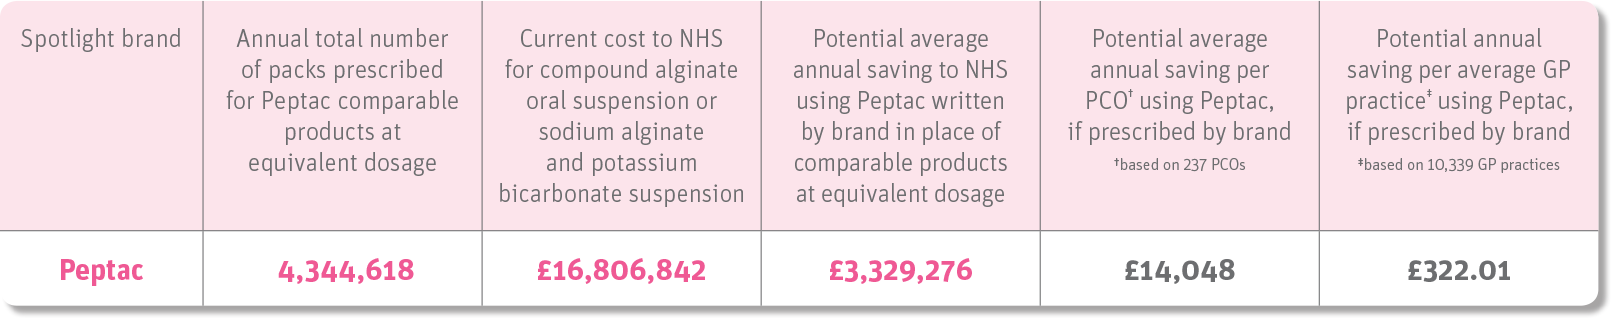 Spotlight brand
Annual total number
of packs prescribed
for Peptac comparable
products at
equivalent dosage
Current cost to NHS
for compound alginate
oral suspension or
sodium alginate
and potassium
bicarbonate suspension
Potential average
annual saving to NHS
using Peptac written
by brand in place of
comparable products
at equivalent dosage
Potential average
annual saving per
PCO† using Peptac,
if prescribed by brand
†based on 237 PCOs
Potential annual
saving per average GP
practice‡ using Peptac,
if prescribed by brand
‡based on 10,339 GP practices
Peptac
4,344,618
£16,806,842
£3,329,276
£14,048
£322.01